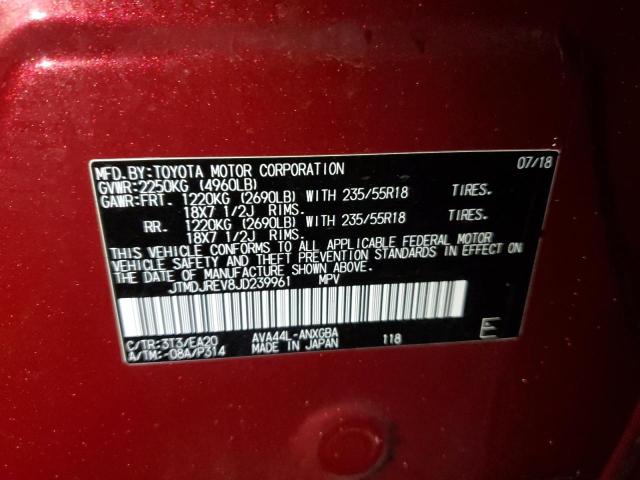 MFD.BY:TOYOTA MOTOR CORPORATION 07/18
GVWR:2250KG (4960LB)
GAWR:FRT. 1220KG (2690LB) WITH 235/55R18 TIRES.
18X7 1/2J RIMS.
RR. 1220KG (2690LB) WITH 235/55R18 TIRES.
18X7 1/2J RIMS.
THIS VEHICLE CONFORMS TO ALL APPLICABLE FEDERAL MOTOR
VEHICLE SAFETY AND THEFT PREVENTION STANDARDS IN EFFECT ON
THE DATE OF MANUFACTURE SHOWN ABOVE.
JTMDJREV8JD239961 MPV
C/TR:3T3/EA20 AVA44L-ANXGBA 118 E
A/TM:-08A/P314 MADE IN JAPAN